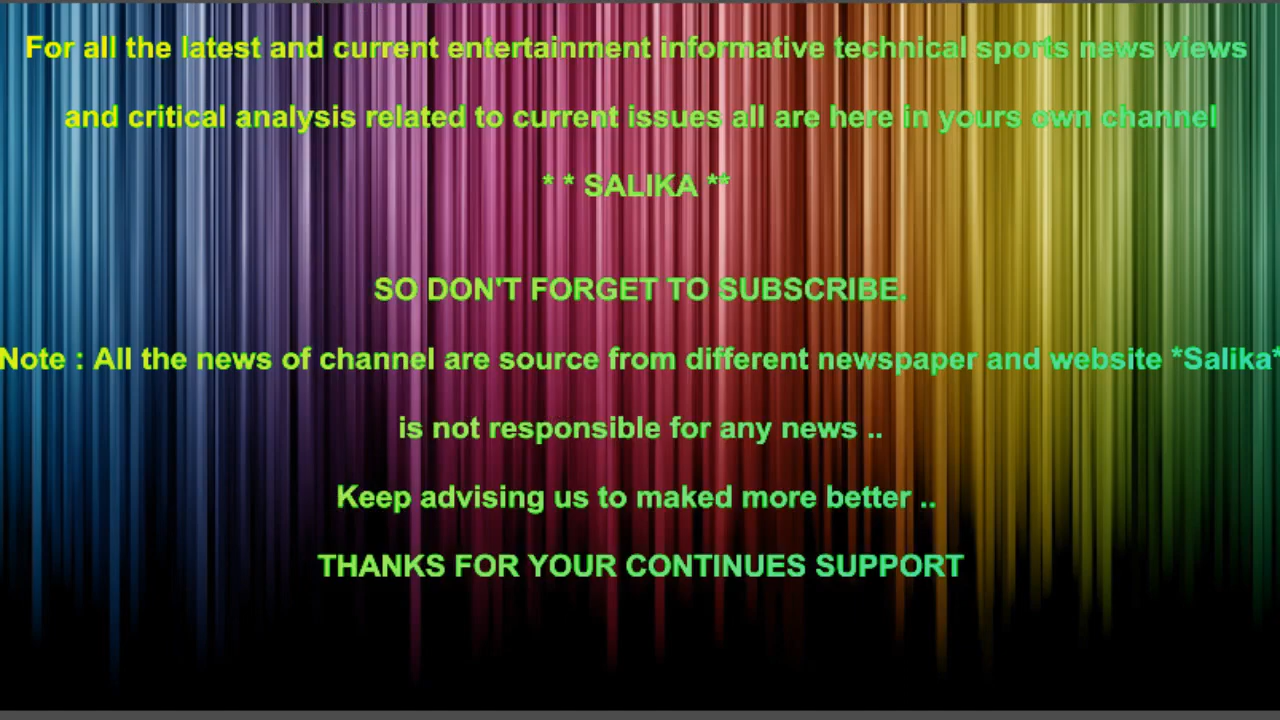 For all the latest and current entertainment informative technical sports news views
and critical analysis related to current issues all are here in yours own channel
* * SALIKA **
SO DON'T FORGET TO SUBSCRIBE.
Note : All the news of channel are source from different newspaper and website *Salika*
is not responsible for any news ..
Keep advising us to maked more better ..
THANKS FOR YOUR CONTINUES SUPPORT